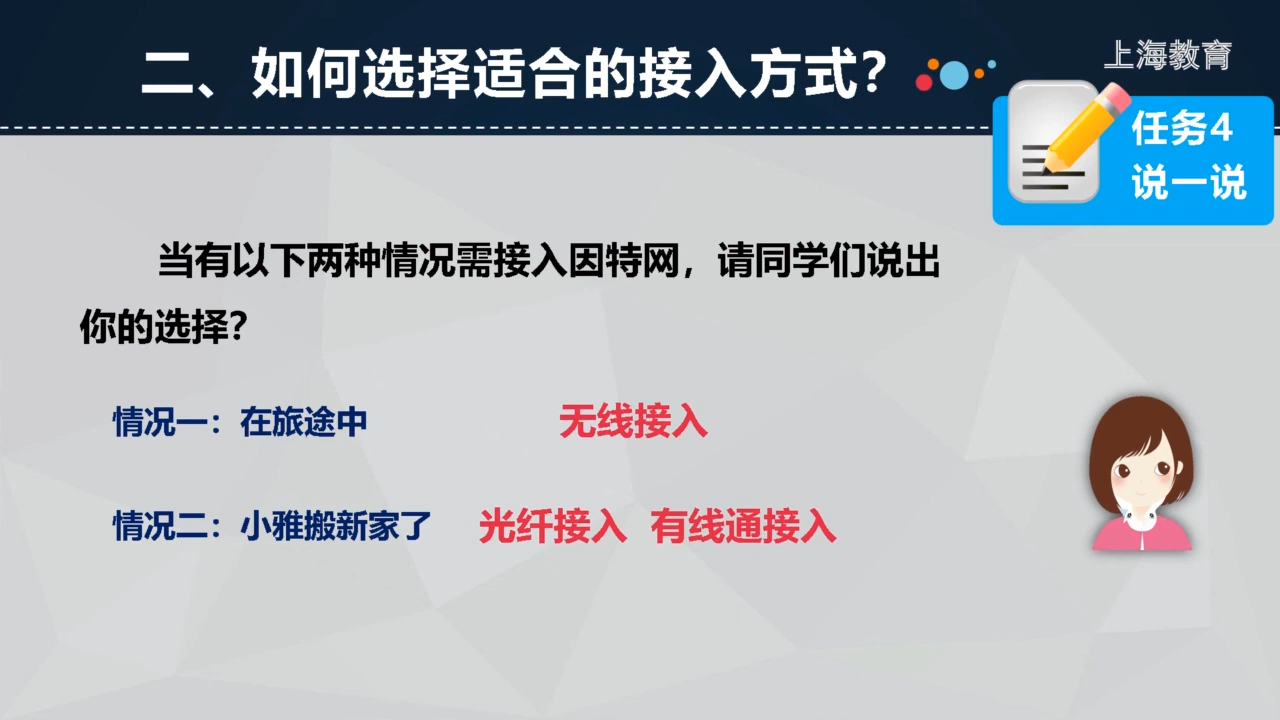 二、如何选择适合的接入方式？
上海教育
任务4
说一说
当有以下两种情况需接入因特网，请同学们说出
你的选择？
情况一：在旅途中 无线接入
情况二：小雅搬新家了 光纤接入 有线通接入